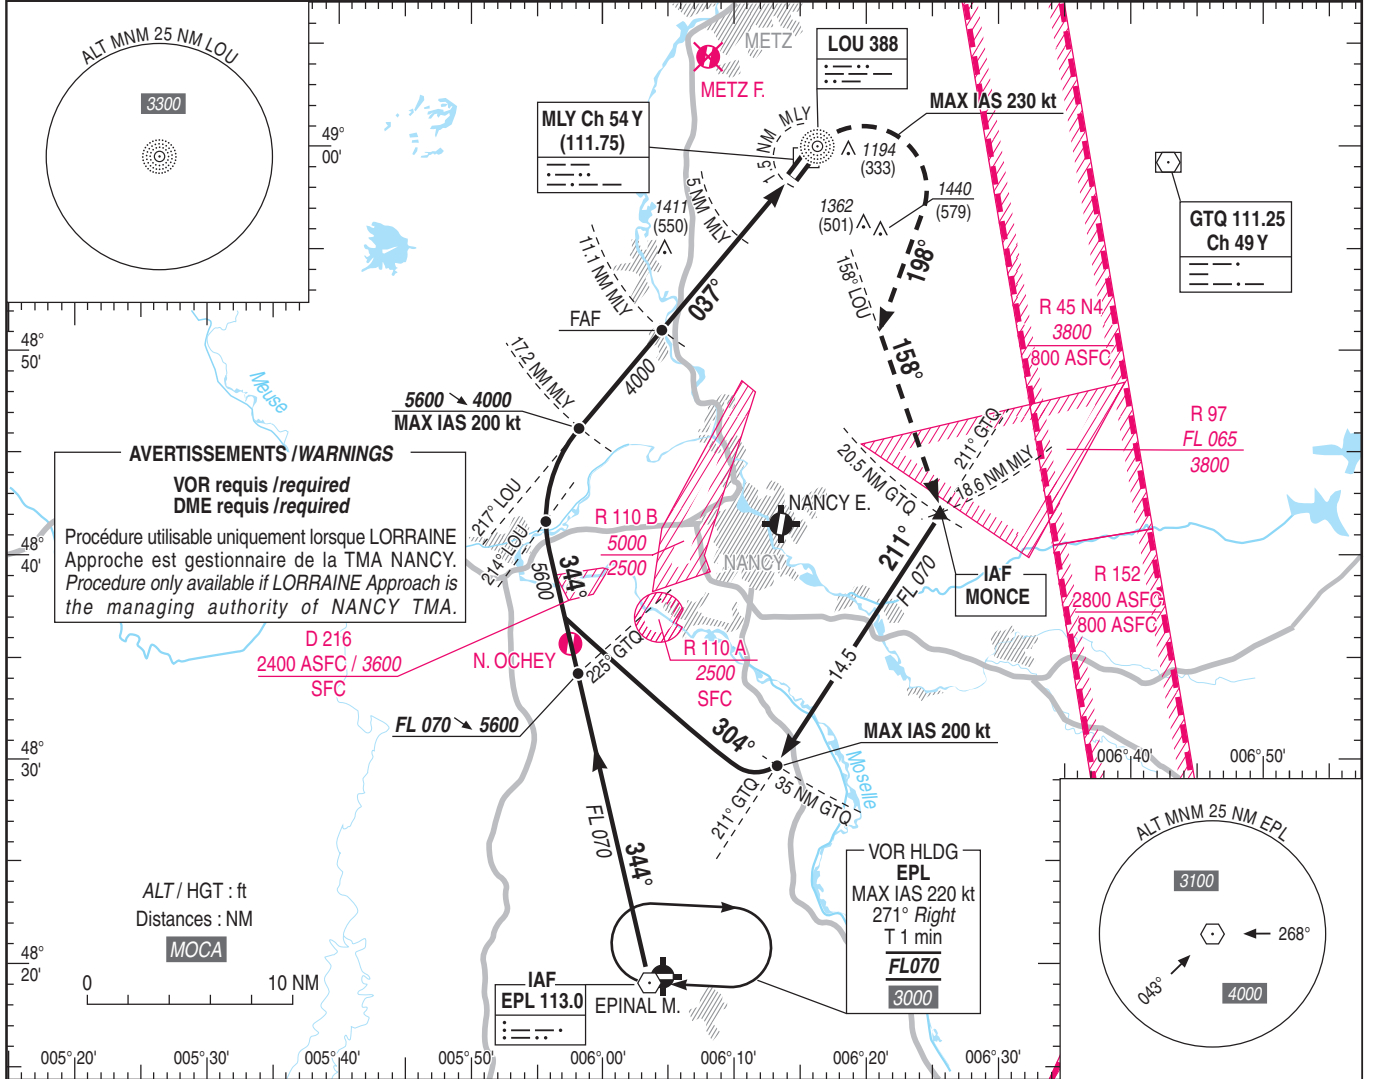 ALT MNM 25 NM LOU
3300
METZ
METZ F.
LOU 388
MAX IAS 230 kt
MLY Ch 54 Y
(111.75)
1.5 NM MLY
1194
(333)
1440
(579)
1362
(501)
1411
(550)
5 NM MLY
11.1 NM MLY
GTQ 111.25
Ch 49 Y
49°
00'
037°
198°
158° LOU
158°
FAF
R 45 N4
3800
800 ASFC
48°
50'
17.2 NM MLY
4000
5600 ↘ 4000
MAX IAS 200 kt
Meuse
R 97
FL 065
3800
211° GTQ
20.5 NM GTQ
18.6 NM MLY
AVERTISSEMENTS / WARNINGS
VOR requis / required
DME requis / required
Procédure utilisable uniquement lorsque LORRAINE
Approche est gestionnaire de la TMA NANCY.
Procedure only available if LORRAINE Approach is
the managing authority of NANCY TMA.
217° LOU
214° LOU
5600
344°
R 110 B
5000
2500
NANCY E.
NANCY
211°
FL 070
IAF
MONCE
R 152
2800 ASFC
800 ASFC
48°
40'
D 216
2400 ASFC / 3600
SFC
N. OCHEY
225° GTQ
R 110 A
2500
SFC
14.5
FL 070 ↘ 5600
304°
MAX IAS 200 kt
48°
30'
006°40'
006°50'
Moselle
211° GTQ
35 NM GTQ
FL 070
344°
VOR HLDG
EPL
MAX IAS 220 kt
271° Right
T 1 min
FL070
3000
ALT MNM 25 NM EPL
3100
268°
043°
4000
ALT / HGT : ft
Distances : NM
MOCA
0 10 NM
48°
20'
IAF
EPL 113.0
EPINAL M.
005°20' 005°30' 005°40' 005°50' 006°00' 006°10' 006°20' 006°30'